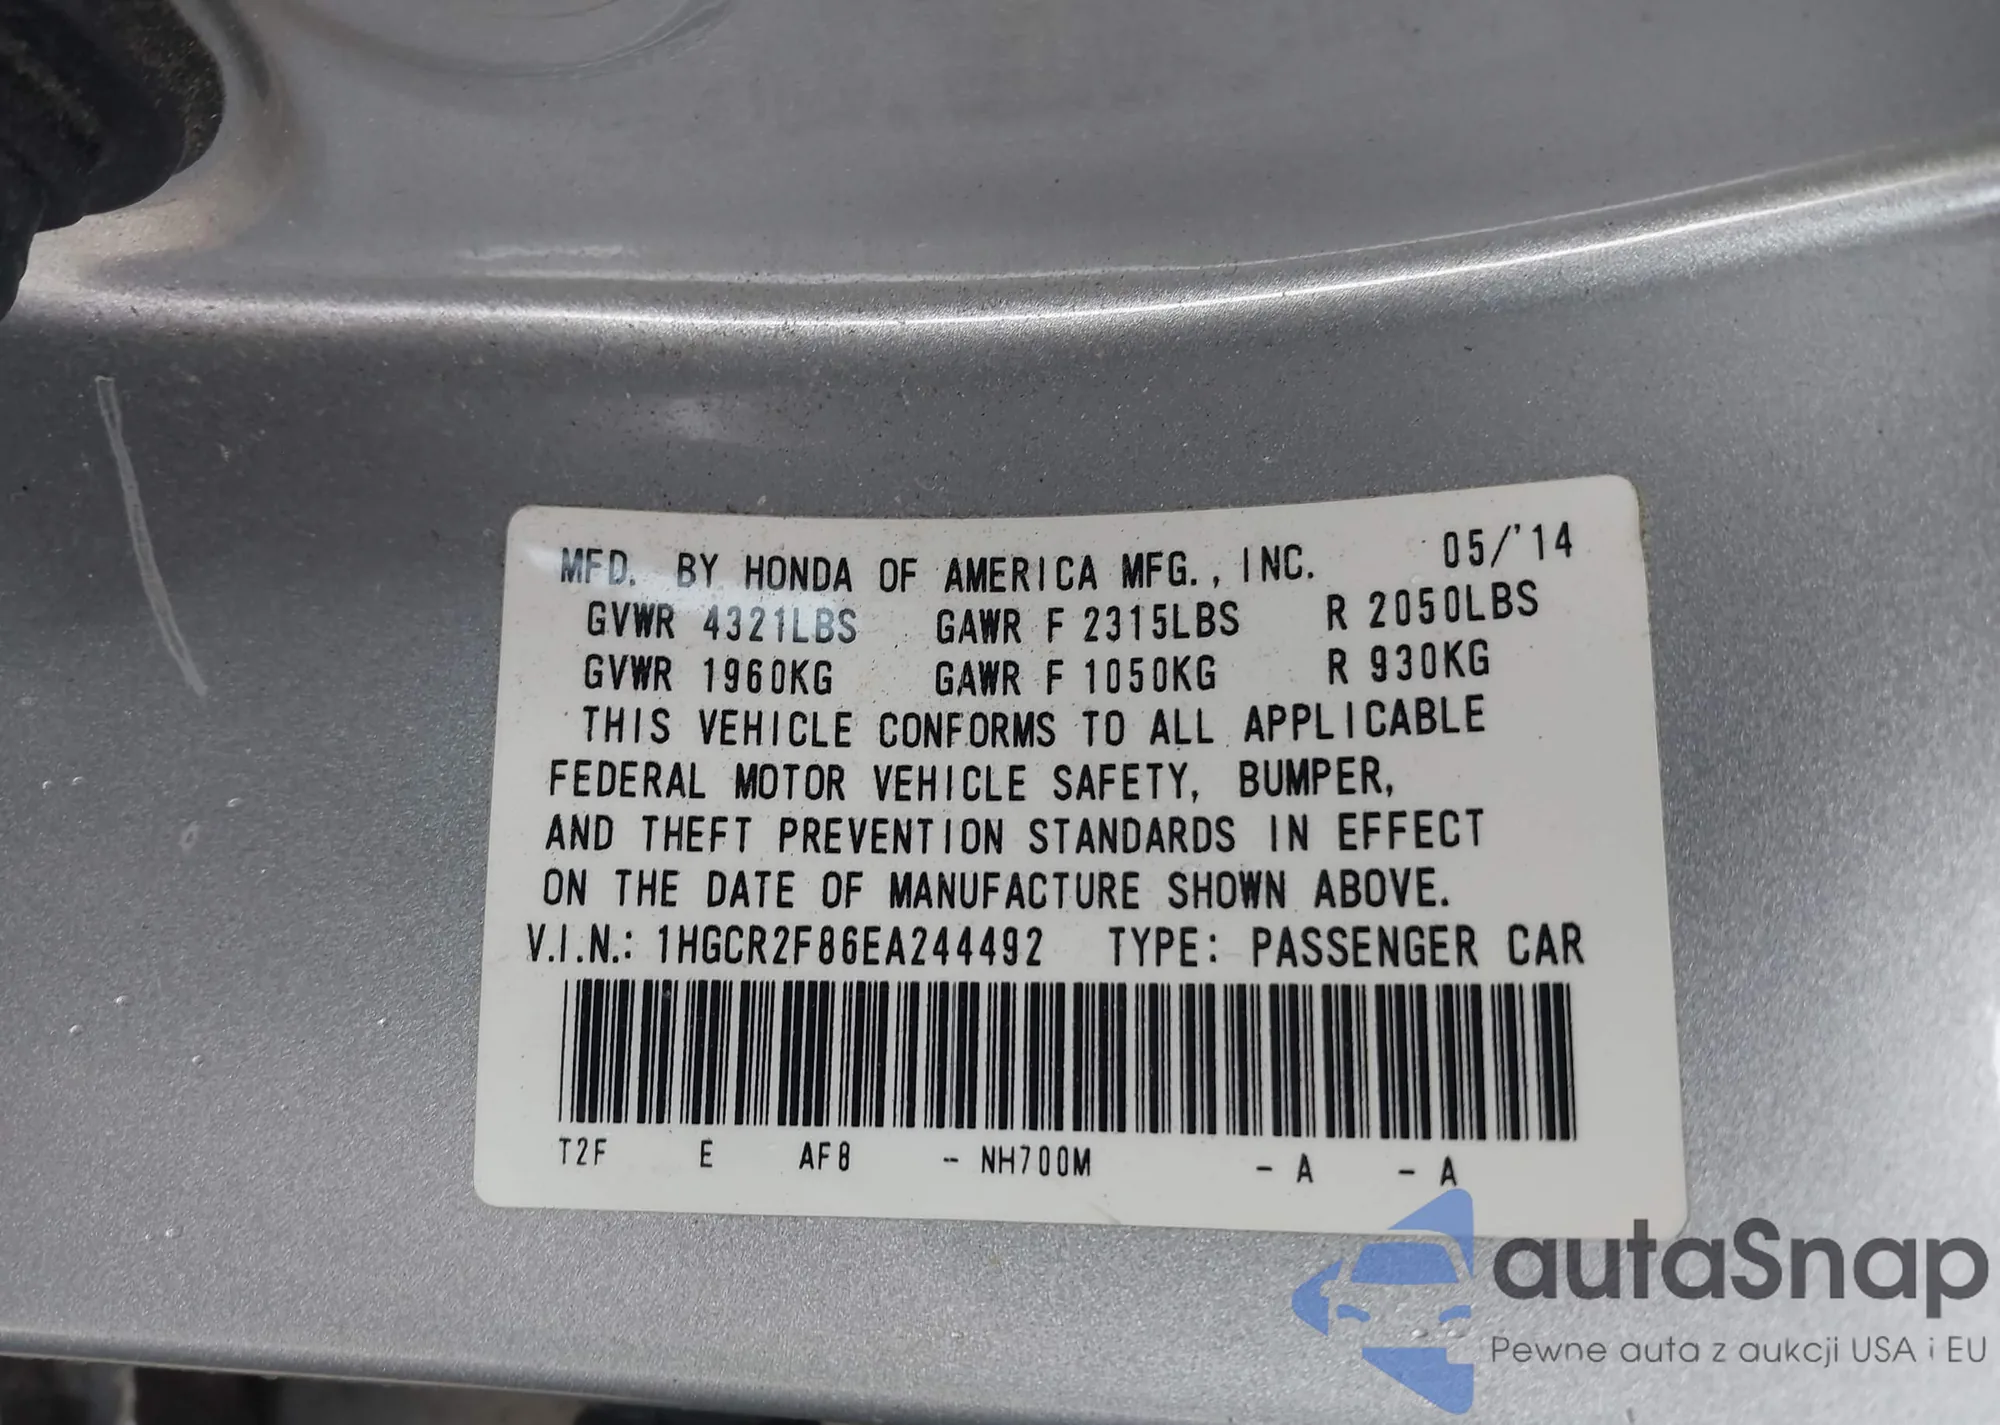 MFD. BY HONDA OF AMERICA MFG., INC. 05/'14
GVWR 4321LBS GAWR F 2315LBS R 2050LBS
GVWR 1960KG GAWR F 1050KG R 930KG
THIS VEHICLE CONFORMS TO ALL APPLICABLE
FEDERAL MOTOR VEHICLE SAFETY, BUMPER,
AND THEFT PREVENTION STANDARDS IN EFFECT
ON THE DATE OF MANUFACTURE SHOWN ABOVE.
V.I.N.: 1HGCR2F86EA244492 TYPE: PASSENGER CAR
T2F E AF8 - NH700M - A - A
autaSnap
Pewne auta z aukcji USA i EU